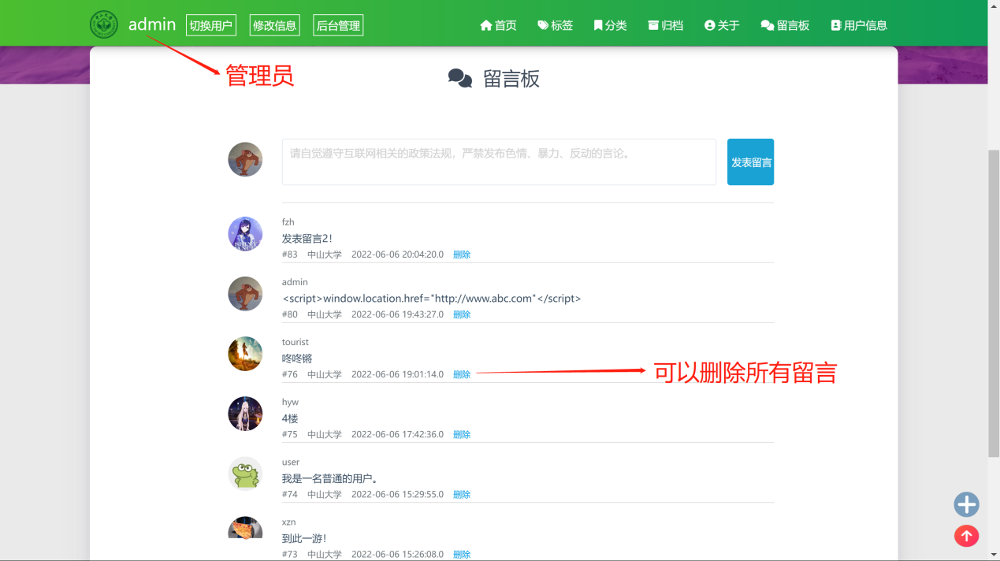 admin 切换用户 修改信息 后台管理 首页 标签 分类 归档 关于 留言板 用户信息
管理员
留言板
请自觉遵守互联网相关的政策法规，严禁发布色情、暴力、反动的言论。
发表留言
fzh
发表留言2！
#83 中山大学 2022-06-06 20:04:20.0 删除
admin
<script>window.location.href="http://www.abc.com"</script>
#80 中山大学 2022-06-06 19:43:27.0 删除
tourist
咚咚锵
#76 中山大学 2022-06-06 19:01:14.0 删除
可以删除所有留言
hyw
4楼
#75 中山大学 2022-06-06 17:42:36.0 删除
user
我是一名普通的用户。
#74 中山大学 2022-06-06 15:29:55.0 删除
xzn
到此一游！
#73 中山大学 2022-06-06 15:26:08.0 删除